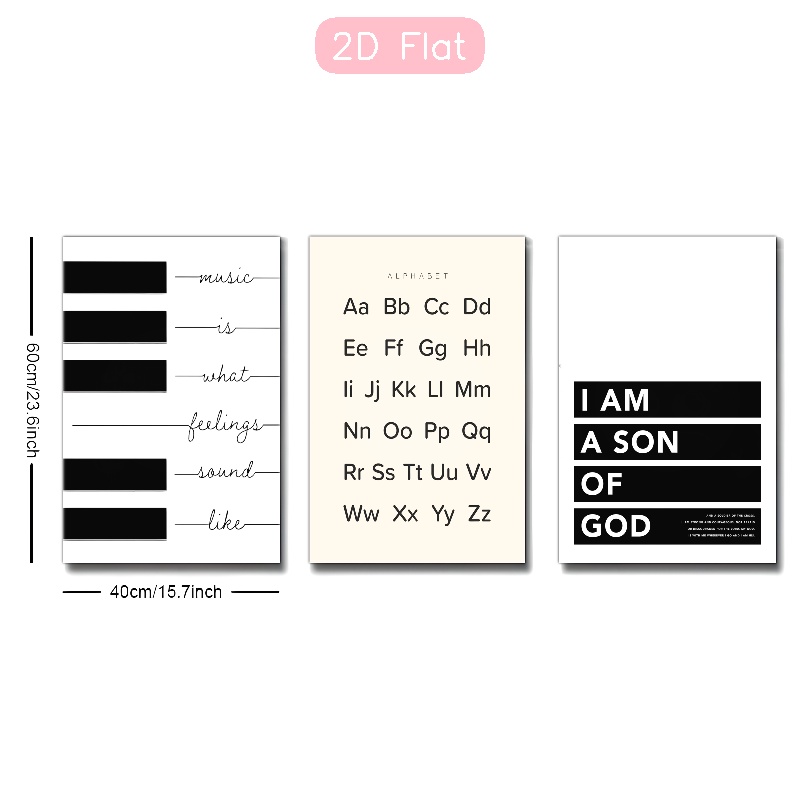 2D Flat
60cm/23.6inch
40cm/15.7inch
music
is
what
feelings
sound
like
ALPHABET
Aa Bb Cc Dd
Ee Ff Gg Hh
Ii Jj Kk Ll Mm
Nn Oo Pp Qq
Rr Ss Tt Uu Vv
Ww Xx Yy Zz
I AM
A SON
OF
GOD